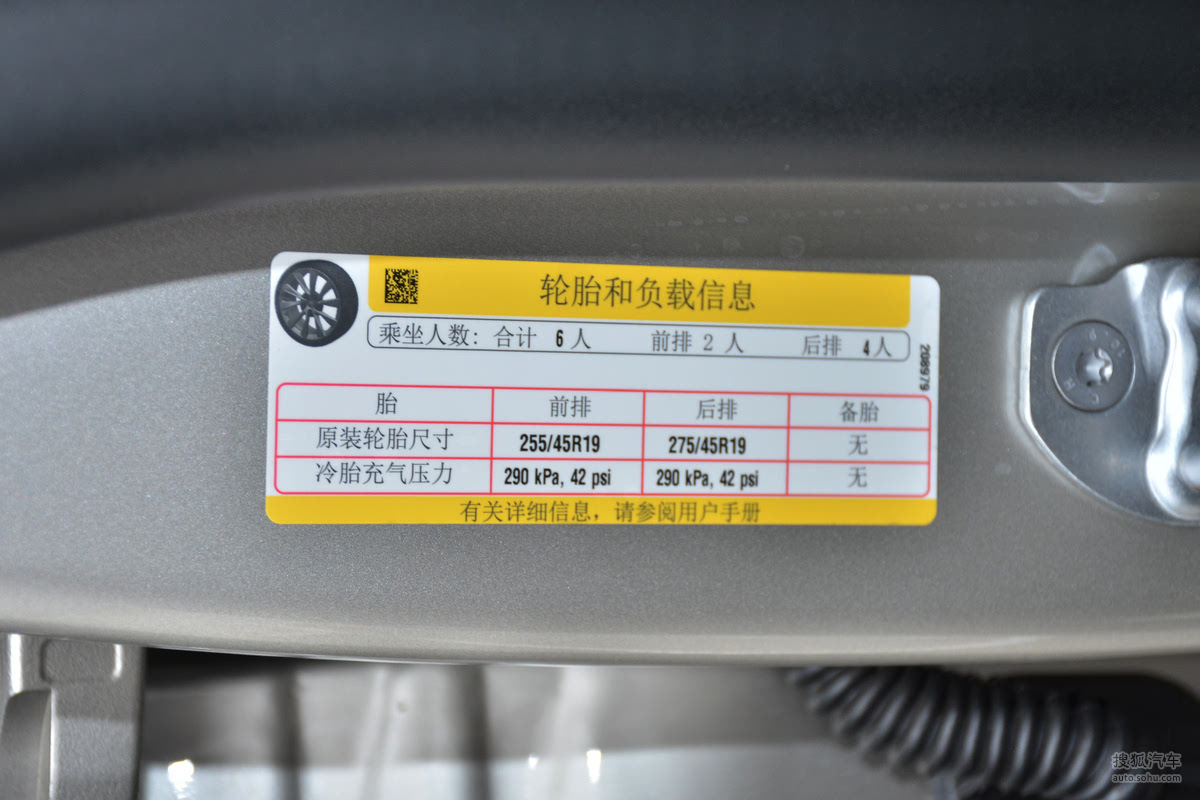 轮胎和负载信息
乘坐人数: 合计 6 人 前排 2 人 后排 4人
208979
胎 前排 后排 备胎
原装轮胎尺寸 255/45R19 275/45R19 无
冷胎充气压力 290 kPa, 42 psi 290 kPa, 42 psi 无
有关详细信息，请参阅用户手册
搜狐汽车
auto.sohu.com